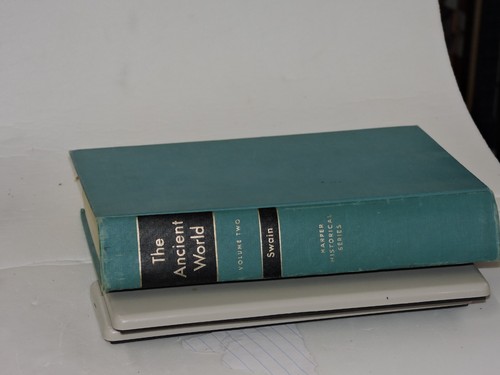 The
Ancient
World
VOLUME TWO
Swain
HARPER
HISTORICAL
SERIES